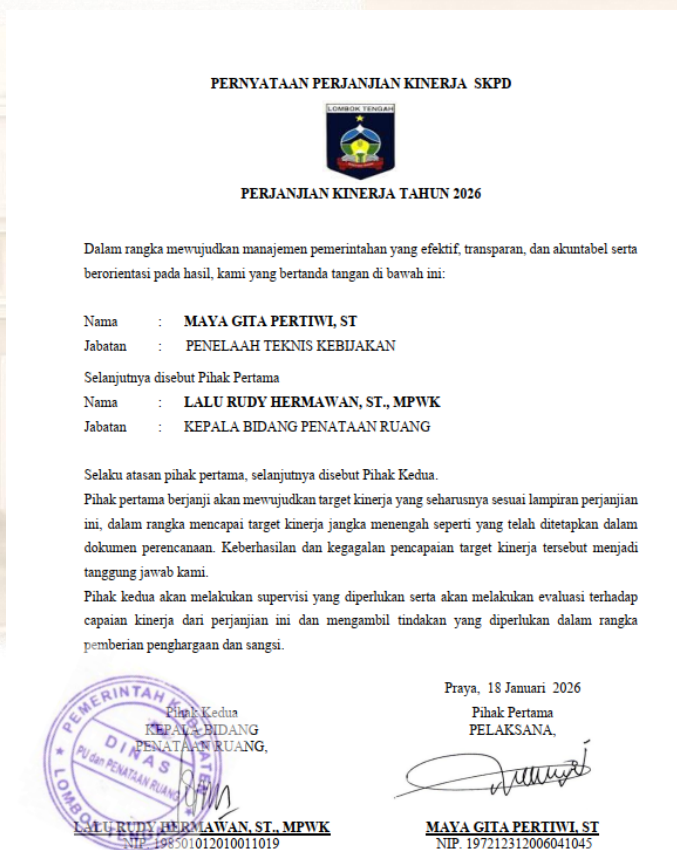 PERNYATAAN PERJANJIAN KINERJA SKPD
LOMBOK TENGAH
PERJANJIAN KINERJA TAHUN 2026
Dalam rangka mewujudkan manajemen pemerintahan yang efektif, transparan, dan akuntabel serta
berorientasi pada hasil, kami yang bertanda tangan di bawah ini:
Nama : MAYA GITA PERTIWI, ST
Jabatan : PENELAAH TEKNIS KEBIJAKAN
Selanjutnya disebut Pihak Pertama
Nama : LALU RUDY HERMAWAN, ST., MPWK
Jabatan : KEPALA BIDANG PENATAAN RUANG
Selaku atasan pihak pertama, selanjutnya disebut Pihak Kedua.
Pihak pertama berjanji akan mewujudkan target kinerja yang seharusnya sesuai lampiran perjanjian
ini, dalam rangka mencapai target kinerja jangka menengah seperti yang telah ditetapkan dalam
dokumen perencanaan. Keberhasilan dan kegagalan pencapaian target kinerja tersebut menjadi
tanggung jawab kami.
Pihak kedua akan melakukan supervisi yang diperlukan serta akan melakukan evaluasi terhadap
capaian kinerja dari perjanjian ini dan mengambil tindakan yang diperlukan dalam rangka
pemberian penghargaan dan sangsi.
Praya, 18 Januari 2026
Pihak Kedua
KEPALA BIDANG
PENATAAN RUANG,
PEMERINTAH KABUPATEN
DINAS
PU dan PENATAAN RUANG
LOMBOK TENGAH
LALU RUDY HERMAWAN, ST., MPWK
NIP. 198501012010011019
Pihak Pertama
PELAKSANA,
MAYA GITA PERTIWI, ST
NIP. 197212312006041045